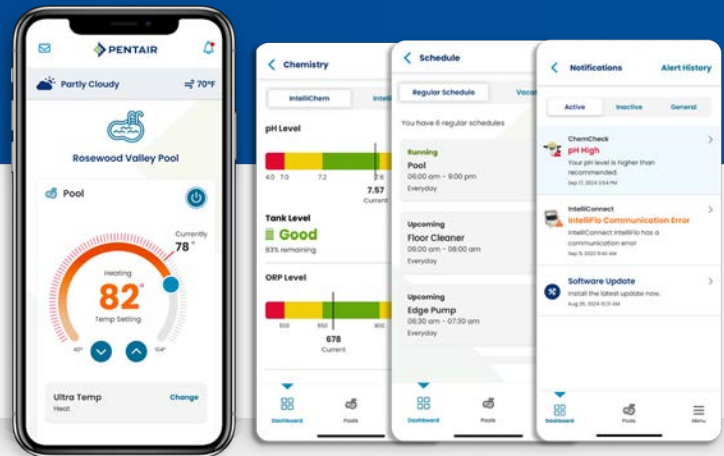 PENTAIR
Partly Cloudy
70°F
Rosewood Valley Pool
Pool
Currently
78°
Heating
82°
Temp Setting
40°
104°
Ultra Temp
Heat
Change
Chemistry
IntelliChem
pH Level
4.0 7.0 7.2 7.6
7.57
Current
Tank Level
Good
83% remaining
ORP Level
650
800
678
Current
Dashboard
Pools
Schedule
Regular Schedule
You have 6 regular schedules
Running
Pool
06:00 am - 9:00 pm
Everyday
Upcoming
Floor Cleaner
06:00 am - 08:00 am
Everyday
Upcoming
Edge Pump
06:30 am - 07:30 am
Everyday
Dashboard
Pools
Notifications
Alert History
Active
Inactive
General
ChemCheck
pH High
Your pH level is higher than
recommended.
IntelliConnect
IntelliFlo Communication Error
IntelliConnect IntelliFlo has a
communication error
Software Update
Install the latest update now.
Dashboard
Pools
Menu